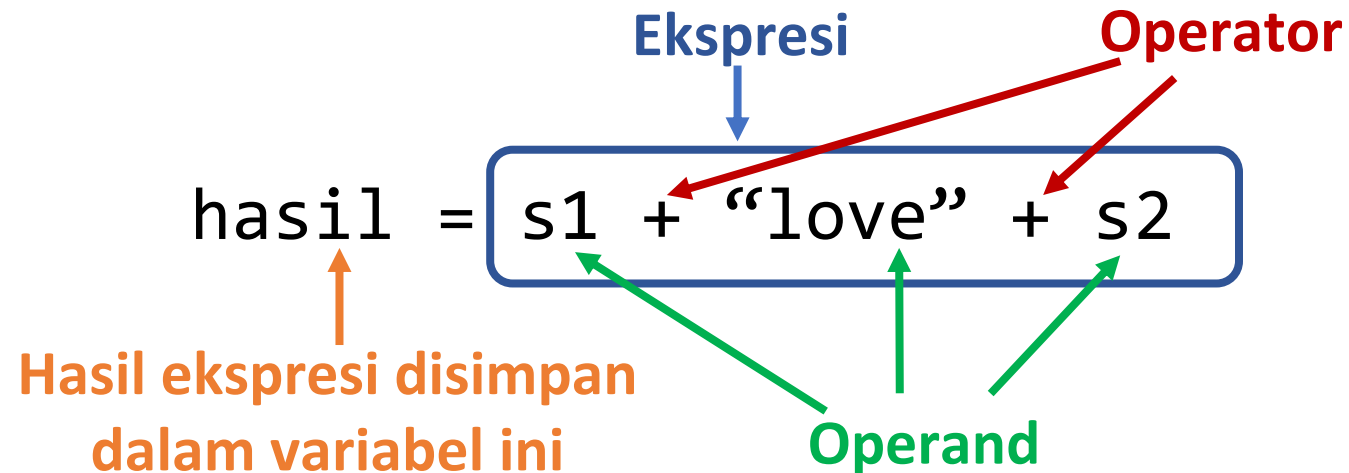 Ekspresi
Operator
hasil = s1 + “love” + s2
Hasil ekspresi disimpan
dalam variabel ini
Operand